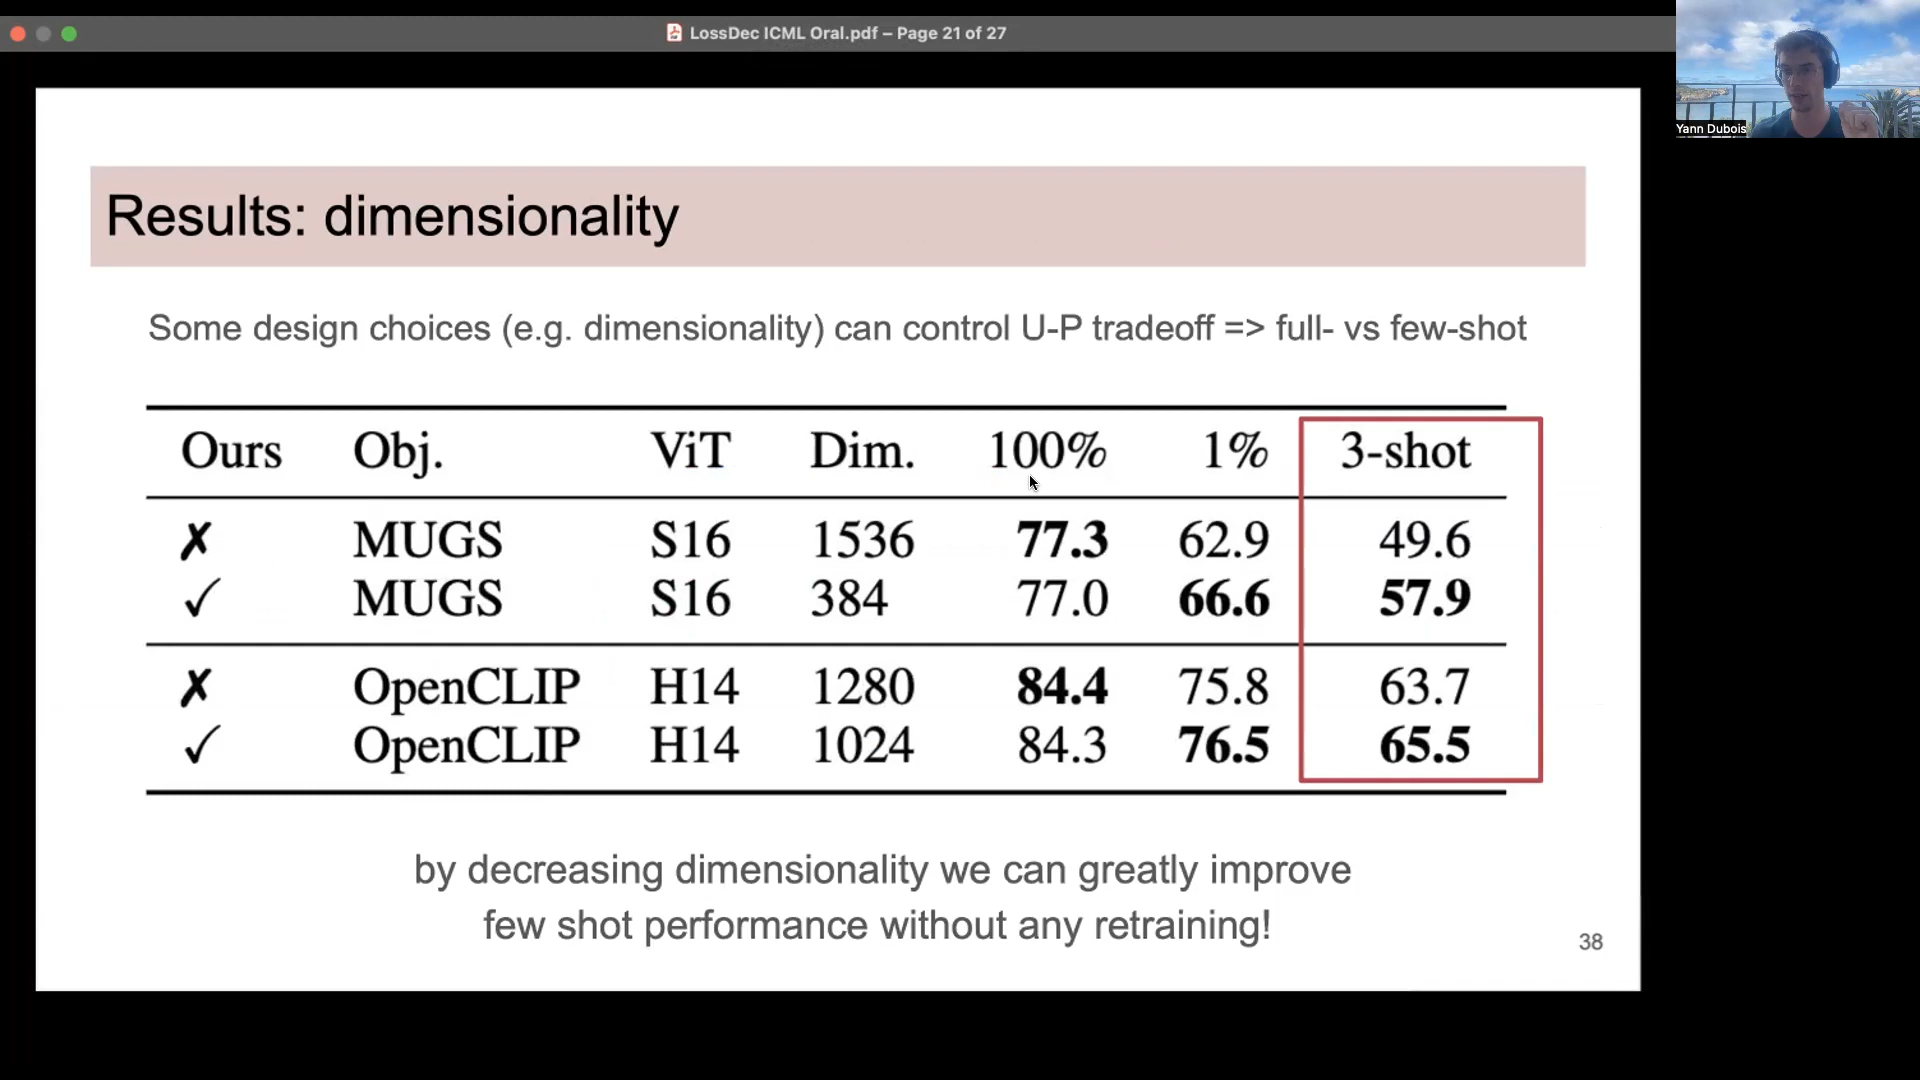 LossDec ICML Oral.pdf – Page 21 of 27
Yann Dubois
Results: dimensionality
Some design choices (e.g. dimensionality) can control U-P tradeoff => full- vs few-shot
Ours Obj. ViT Dim. 100% 1% 3-shot
✗ MUGS S16 1536 77.3 62.9 49.6
✓ MUGS S16 384 77.0 66.6 57.9
✗ OpenCLIP H14 1280 84.4 75.8 63.7
✓ OpenCLIP H14 1024 84.3 76.5 65.5
by decreasing dimensionality we can greatly improve
few shot performance without any retraining!
38